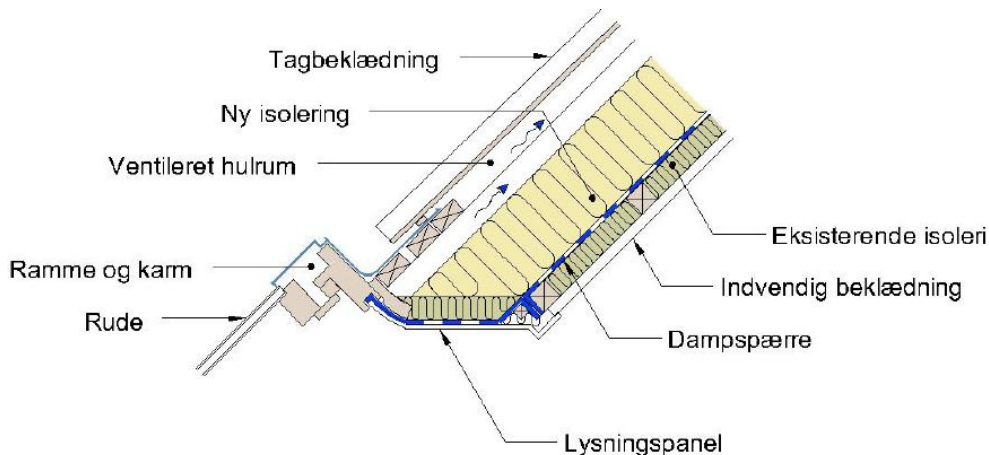 Tagbeklædning
Ny isolering
Ventileret hulrum
Ramme og karm
Rude
Eksisterende isoleri
Indvendig beklædning
Dampspærre
Lysningspanel